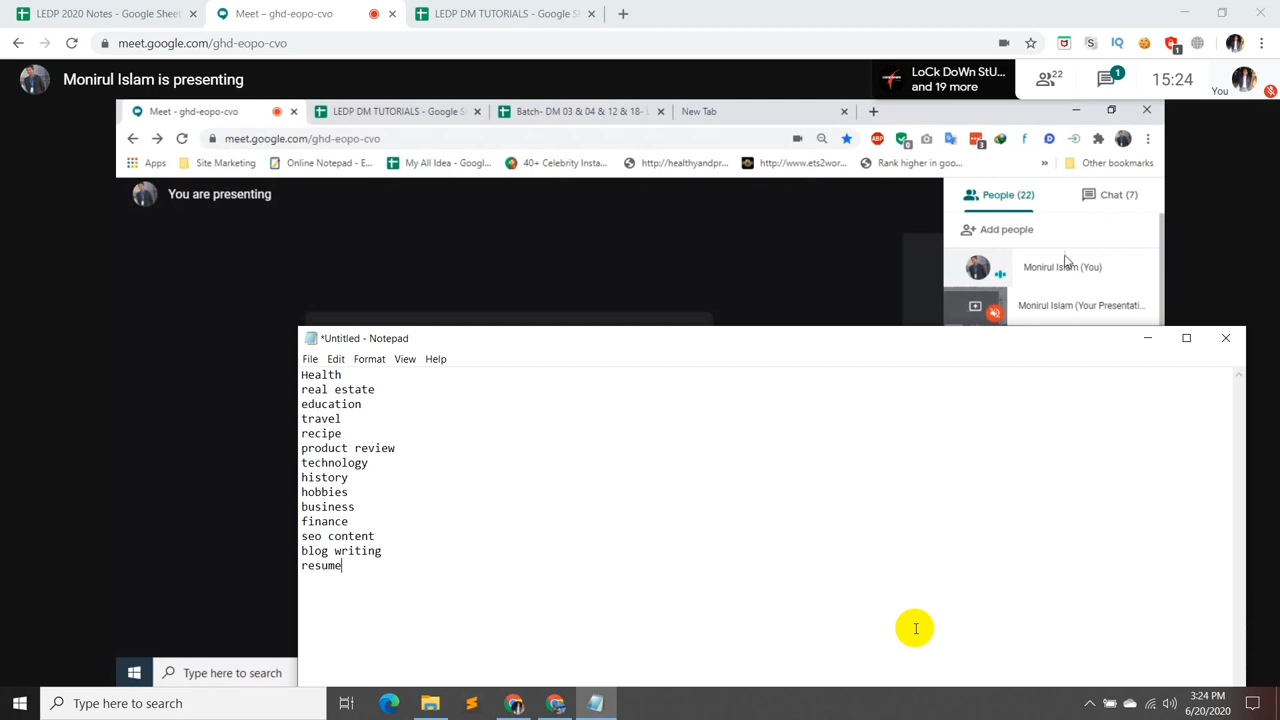 LEDP 2020 Notes - Google Sheet
Meet – ghd-eopo-cvo
LEDP DM TUTORIALS - Google Sh
meet.google.com/ghd-eopo-cvo
Monirul Islam is presenting
LoCk DoWn StU...
and 19 more
22
1
15:24
You
Meet - ghd-eopo-cvo
LEDP DM TUTORIALS - Google S
Batch- DM 03 & 04 & 12 & 18- L
New Tab
meet.google.com/ghd-eopo-cvo
Apps
Site Marketing
Online Notepad - E...
My All Idea - Googl...
40+ Celebrity Insta...
http://healthyandpr...
http://www.ets2wor...
Rank higher in goo...
Other bookmarks
You are presenting
People (22)
Chat (7)
Add people
Monirul Islam (You)
Monirul Islam (Your Presentati...
*Untitled - Notepad
File Edit Format View Help
Health
real estate
education
travel
recipe
product review
technology
history
hobbies
business
finance
seo content
blog writing
resume
Type here to search
Type here to search
3:24 PM
6/20/2020